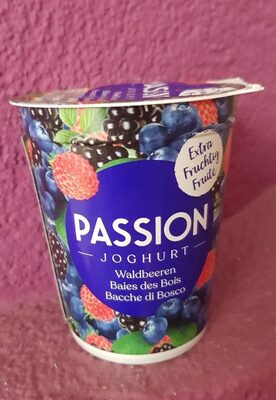 Extra
Fruchtig
Fruité
PASSION
JOGHURT
Waldbeeren
Baies des Bois
Bacche di Bosco